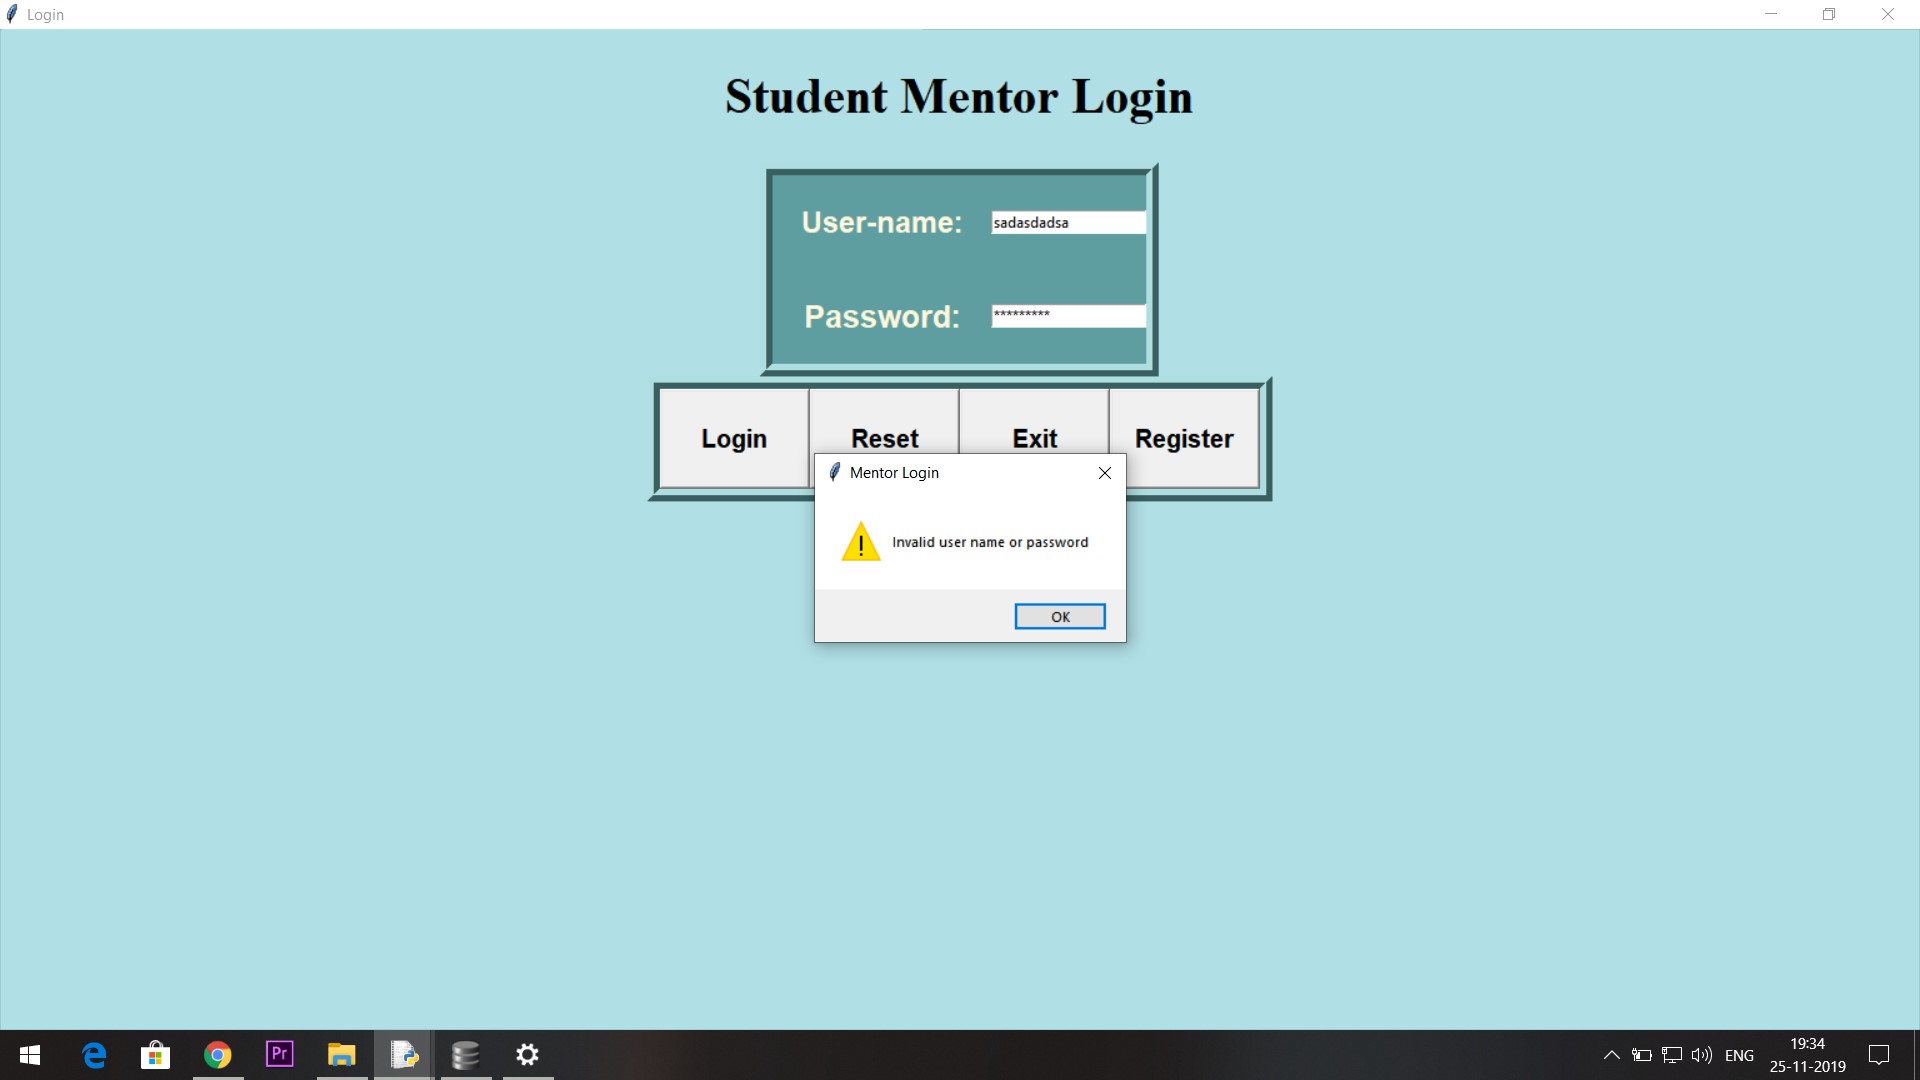 Login
Student Mentor Login
User-name: sadasdadsa
Password: *********
Login Reset Exit Register
Mentor Login
Invalid user name or password
OK
Pr
ENG
19:34
25-11-2019